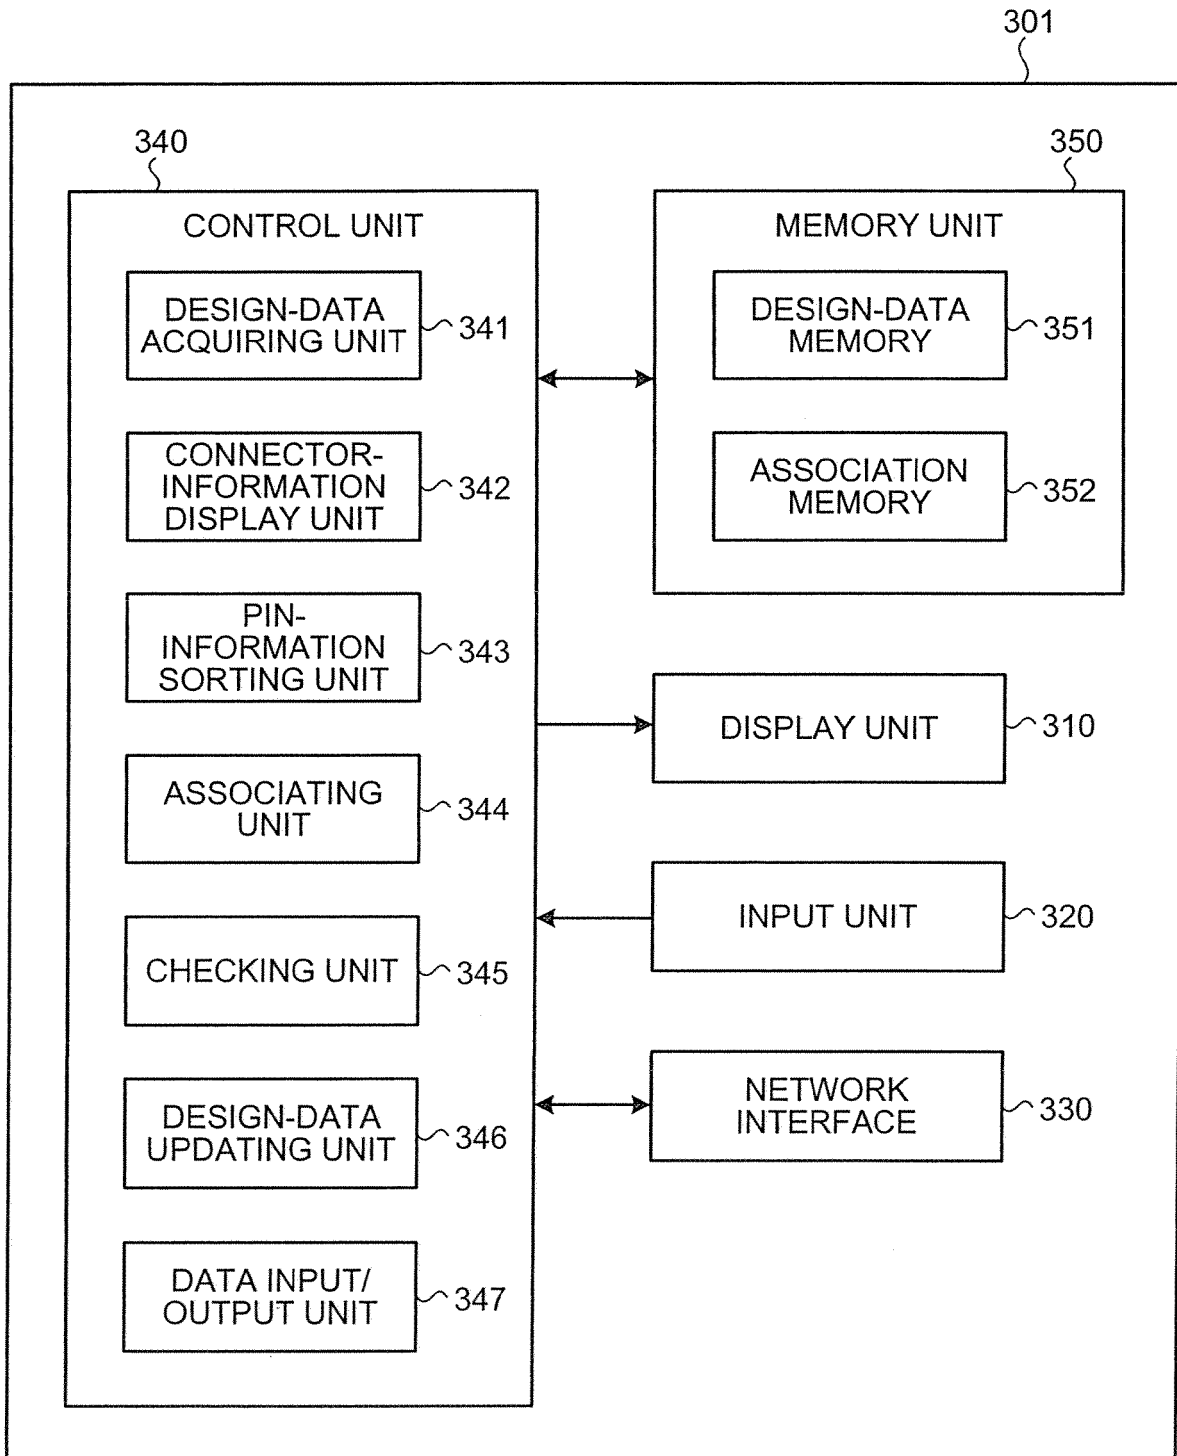 301
340
350
CONTROL UNIT
MEMORY UNIT
DESIGN-DATA
ACQUIRING UNIT
341
DESIGN-DATA
MEMORY
351
CONNECTOR-
INFORMATION
DISPLAY UNIT
342
ASSOCIATION
MEMORY
352
PIN-
INFORMATION
SORTING UNIT
343
DISPLAY UNIT
310
ASSOCIATING
UNIT
344
INPUT UNIT
320
CHECKING UNIT
345
NETWORK
INTERFACE
330
DESIGN-DATA
UPDATING UNIT
346
DATA INPUT/
OUTPUT UNIT
347